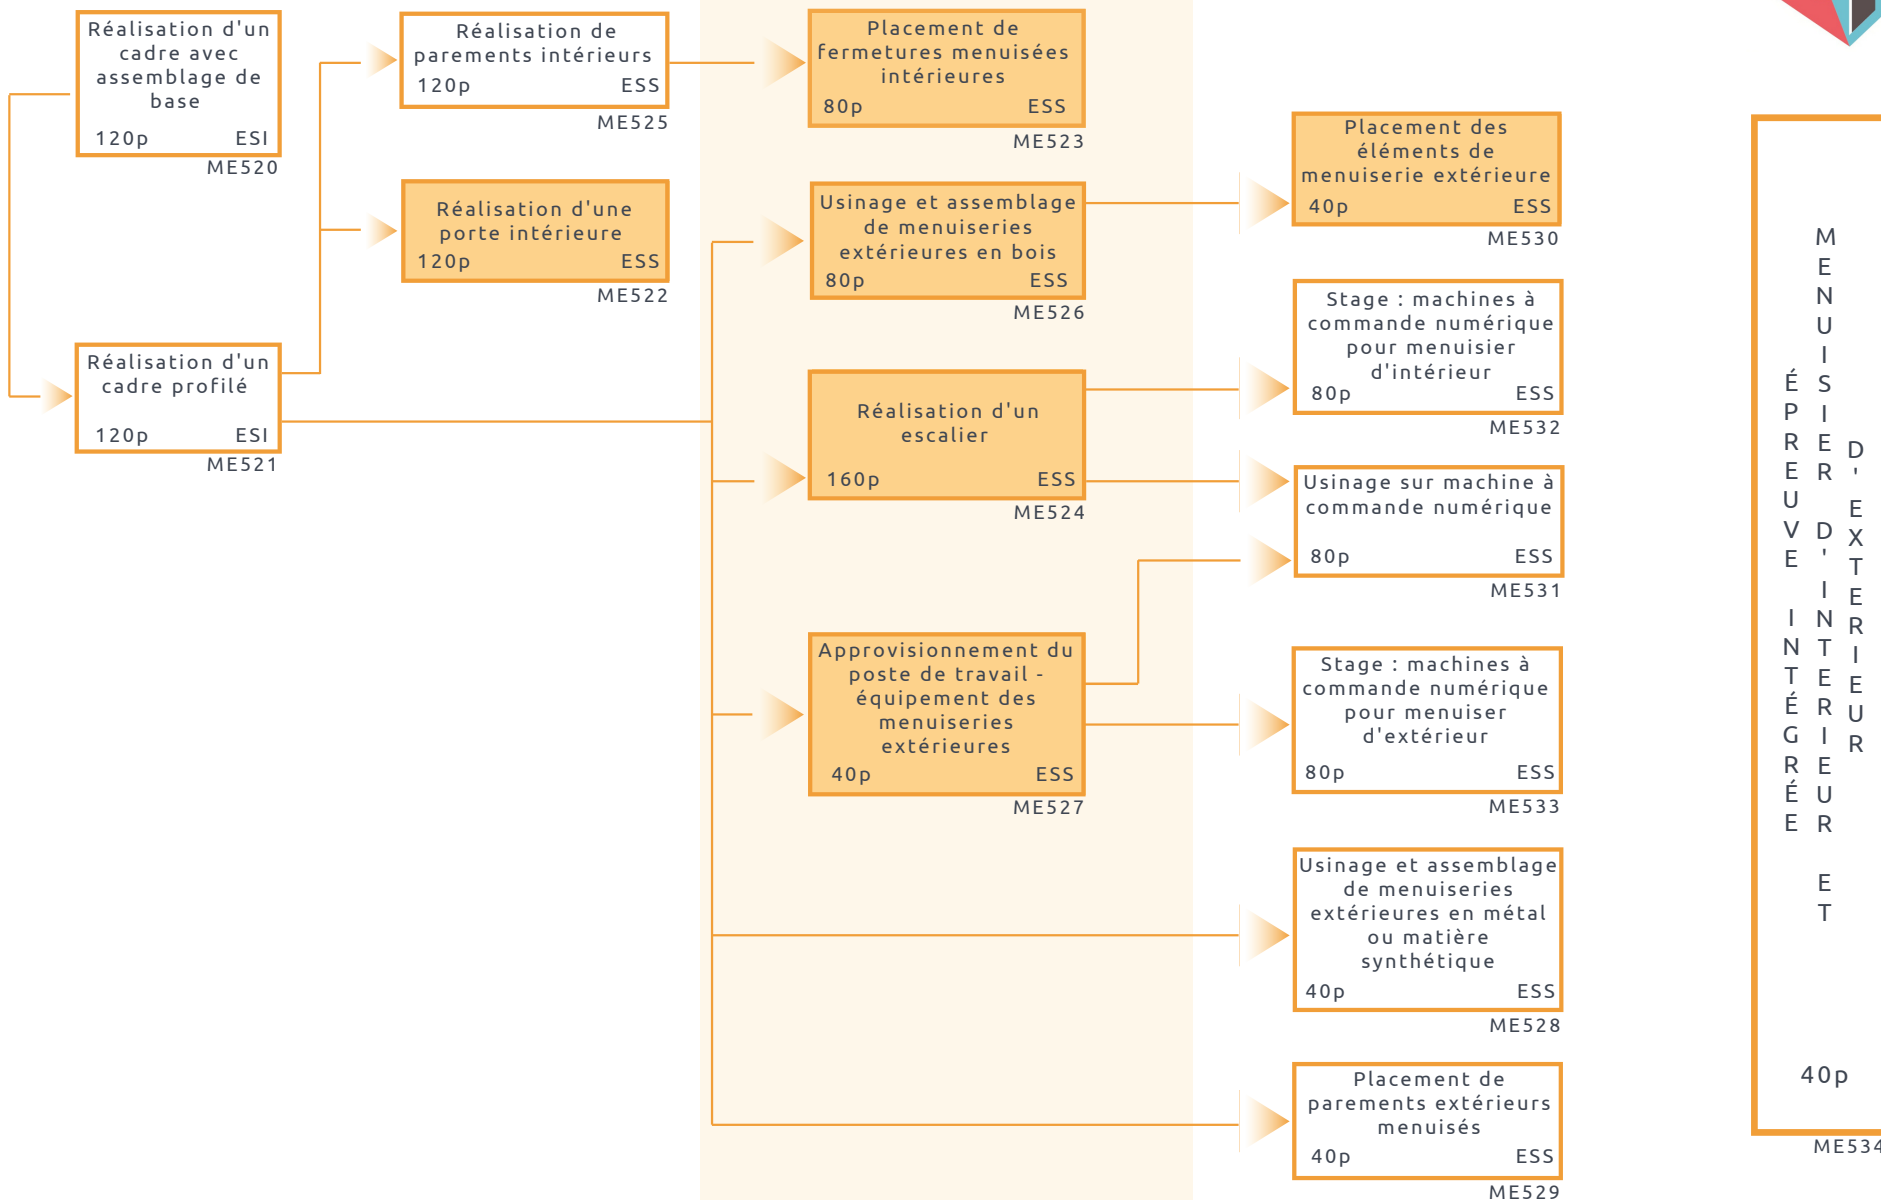 Réalisation d'un
cadre avec
assemblage de
base
120p ESI
ME520
Réalisation d'un
cadre profilé
120p ESI
ME521
Réalisation de
parements intérieurs
120p ESS
ME525
Réalisation d'une
porte intérieure
120p ESS
ME522
Placement de
fermetures menuisées
intérieures
80p ESS
ME523
Usinage et assemblage
de menuiseries
extérieures en bois
80p ESS
ME526
Réalisation d'un
escalier
160p ESS
ME524
Approvisionnement du
poste de travail -
équipement des
menuiseries
extérieures
40p ESS
ME527
Placement des
éléments de
menuiserie extérieure
40p ESS
ME530
Stage : machines à
commande numérique
pour menuisier
d'intérieur
80p ESS
ME532
Usinage sur machine à
commande numérique
80p ESS
ME531
Stage : machines à
commande numérique
pour menuiser
d'extérieur
80p ESS
ME533
Usinage et assemblage
de menuiseries
extérieures en métal
ou matière
synthétique
40p ESS
ME528
Placement de
parements extérieurs
menuisés
40p ESS
ME529
ÉPREUVE INTÉGRÉE
MENUISIER D'INTERIEUR ET
D'EXTERIEUR
40p
ME534